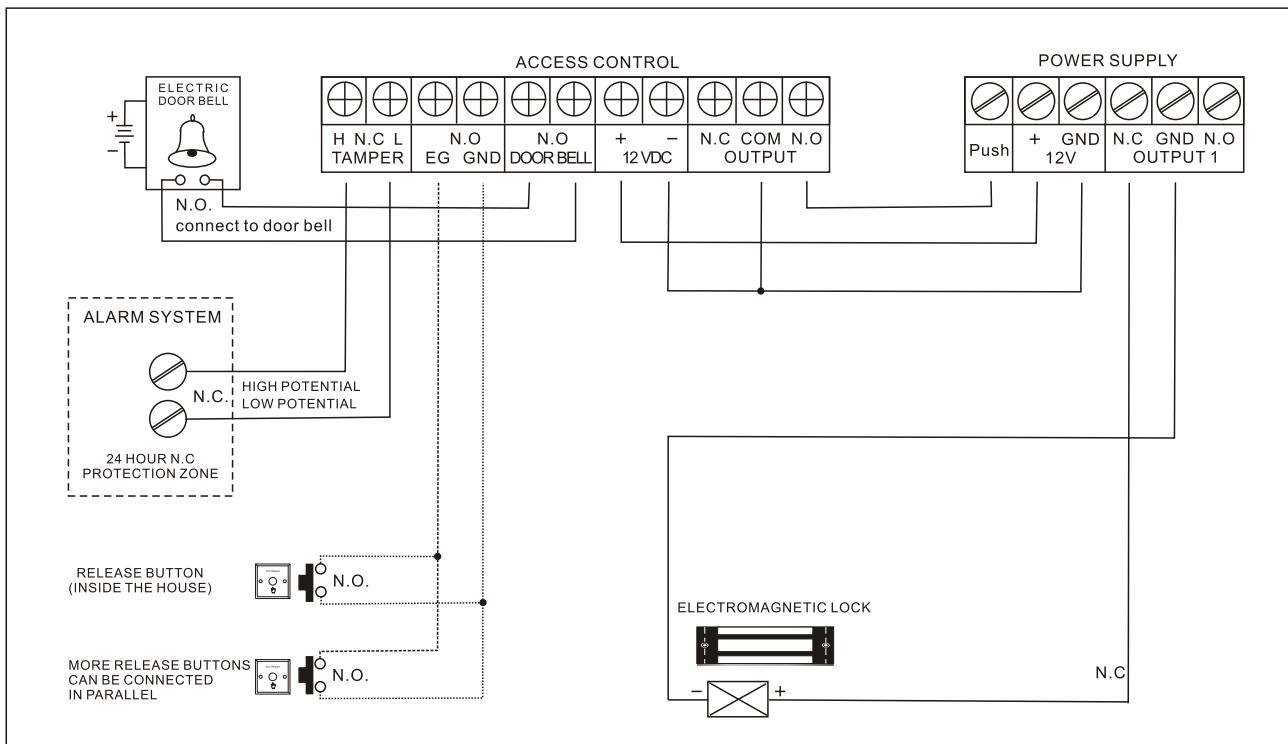 ACCESS CONTROL
POWER SUPPLY
ELECTRIC
DOOR BELL
+
−
H N.C L
TAMPER
N.O
EG GND
N.O
DOOR BELL
+ −
12 VDC
N.C COM N.O
OUTPUT
Push
+ GND
12V
N.C GND N.O
OUTPUT 1
N.O.
connect to door bell
ALARM SYSTEM
N.C.
HIGH POTENTIAL
LOW POTENTIAL
24 HOUR N.C
PROTECTION ZONE
RELEASE BUTTON
(INSIDE THE HOUSE)
N.O.
MORE RELEASE BUTTONS
CAN BE CONNECTED
IN PARALLEL
N.O.
ELECTROMAGNETIC LOCK
N.C
− +